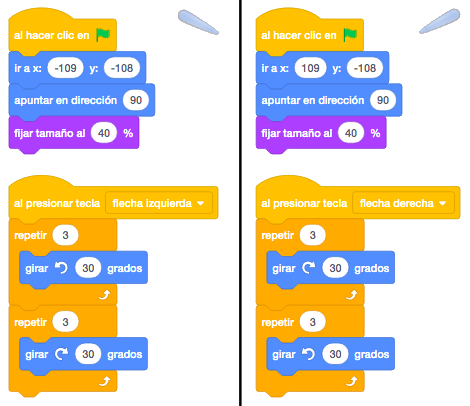 al hacer clic en
ir a x: -109 y: -108
apuntar en dirección 90
fijar tamaño al 40 %
al presionar tecla flecha izquierda
repetir 3
girar 30 grados
repetir 3
girar 30 grados
al hacer clic en
ir a x: 109 y: -108
apuntar en dirección 90
fijar tamaño al 40 %
al presionar tecla flecha derecha
repetir 3
girar 30 grados
repetir 3
girar 30 grados